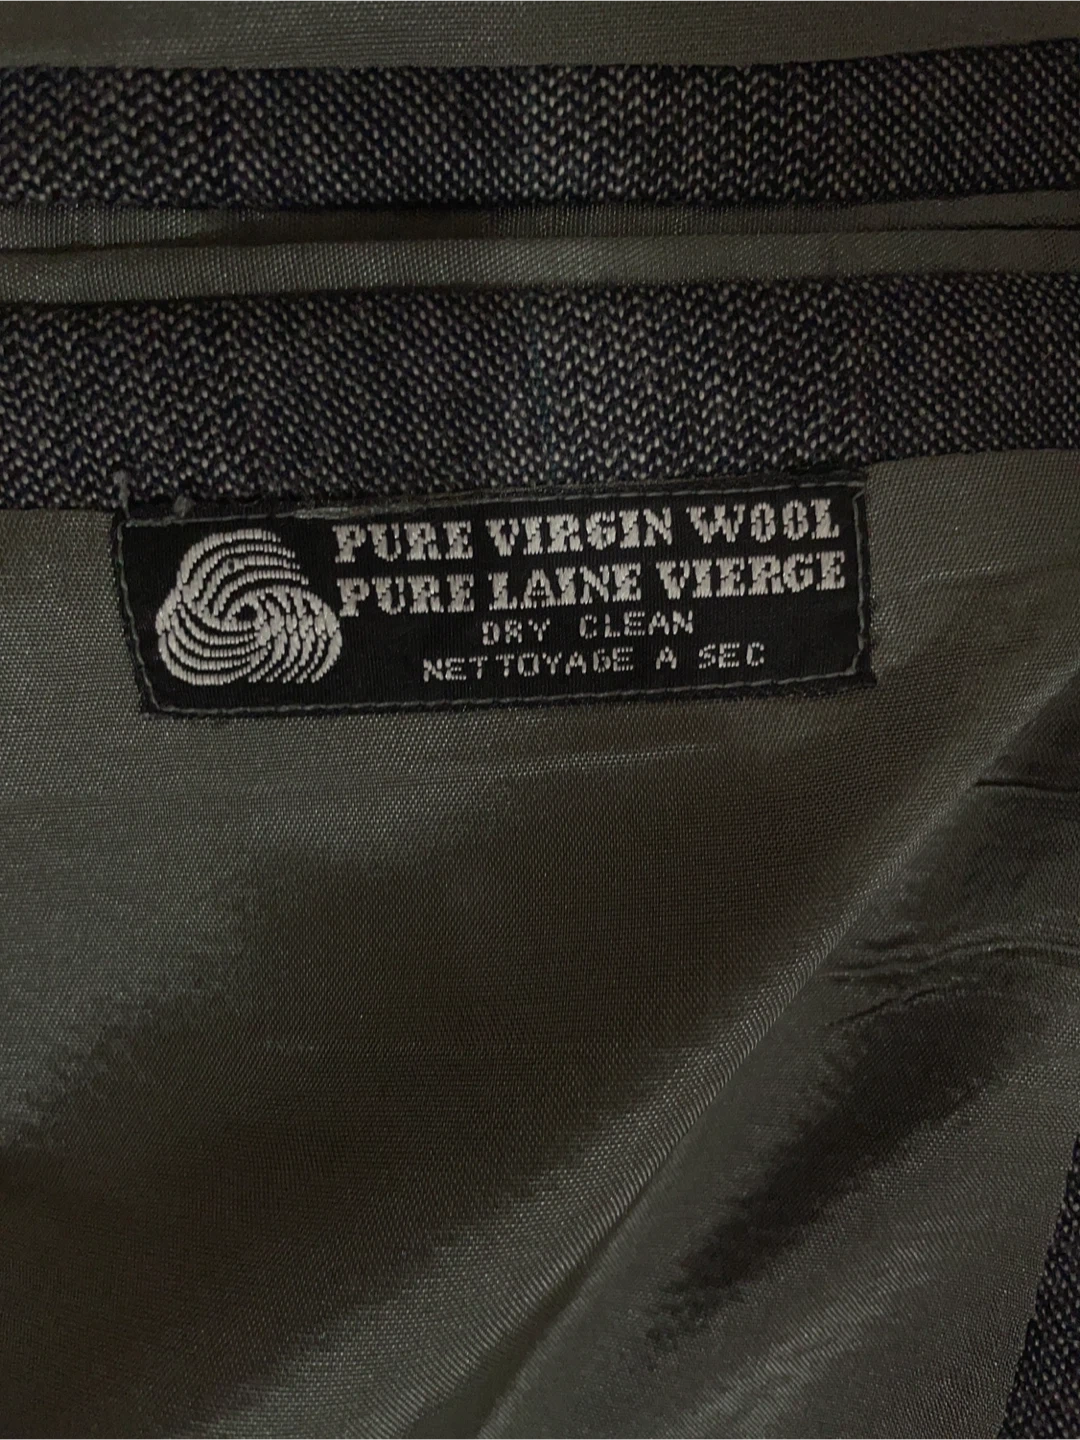 PURE VIRGIN WOOL
PURE LAINE VIERGE
DRY CLEAN
NETTOYAGE A SEC